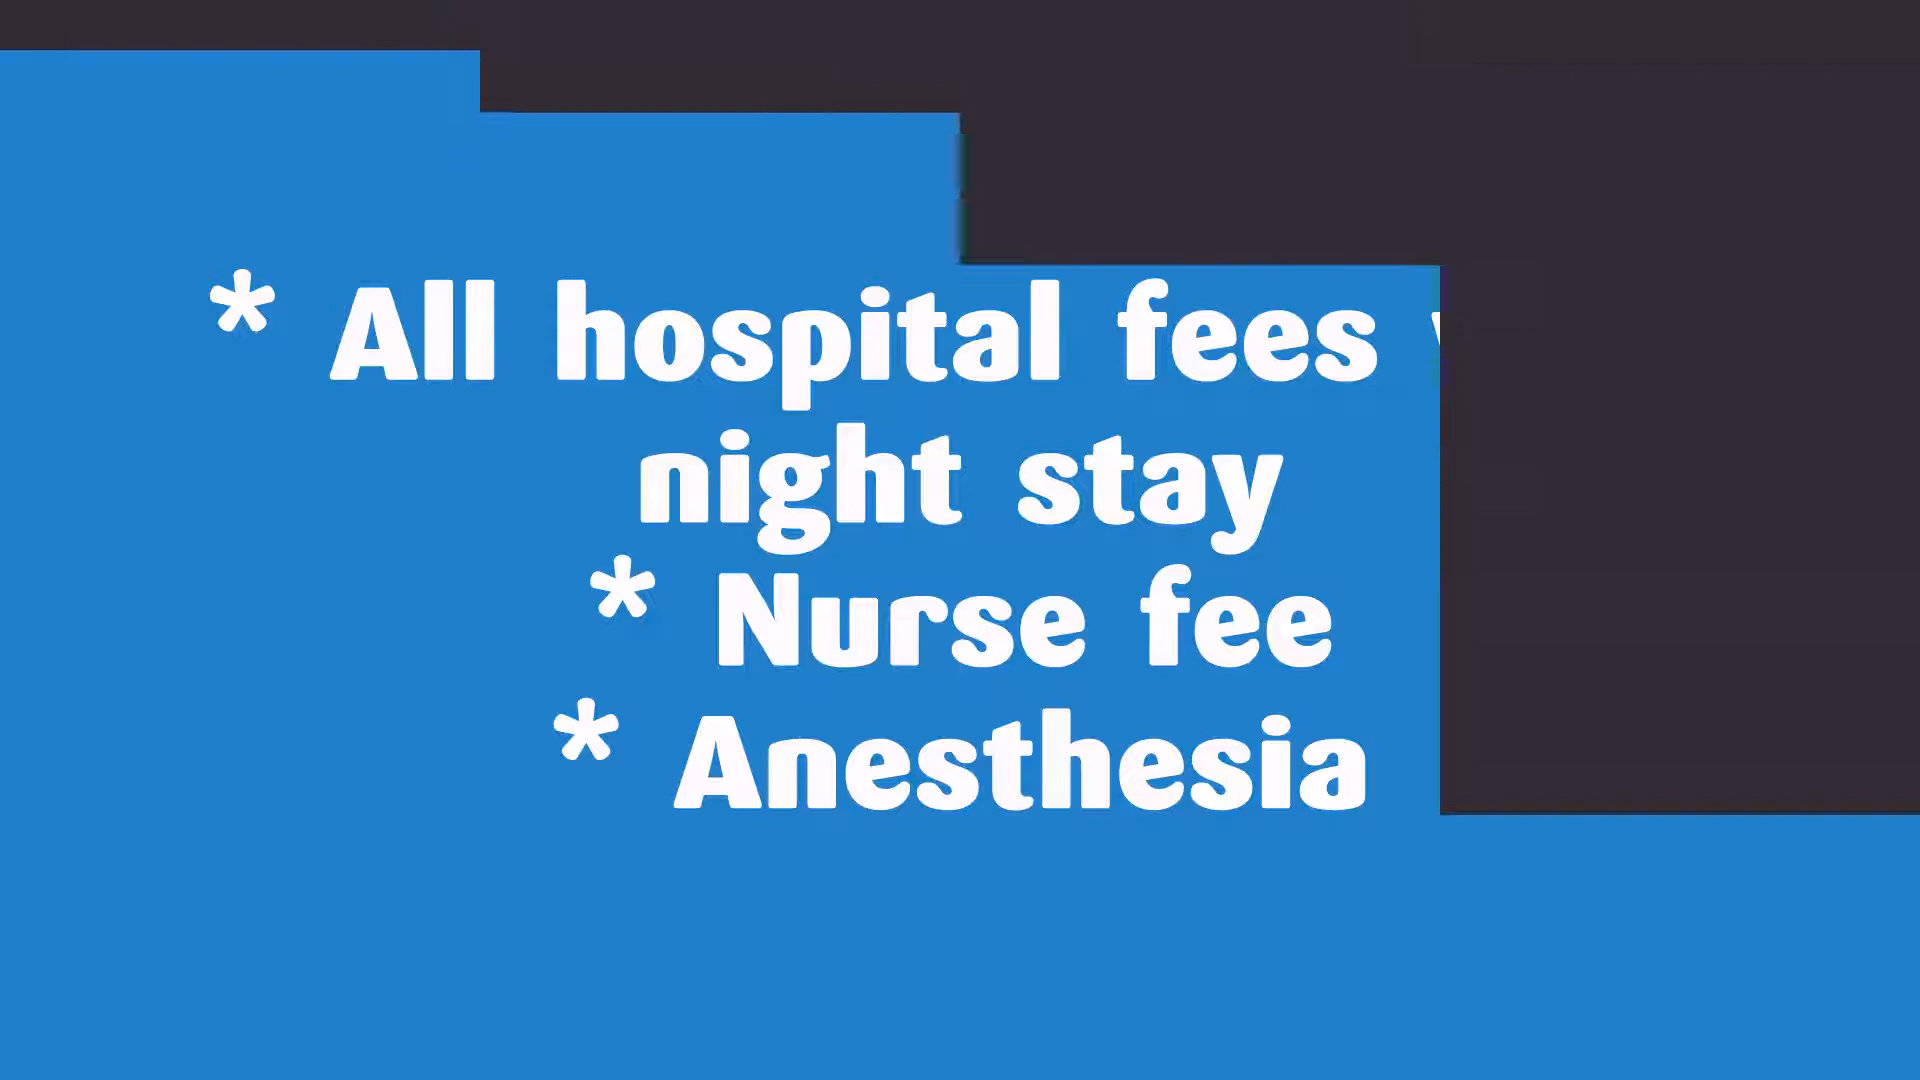 * All hospital fees
night stay
* Nurse fee
* Anesthesia